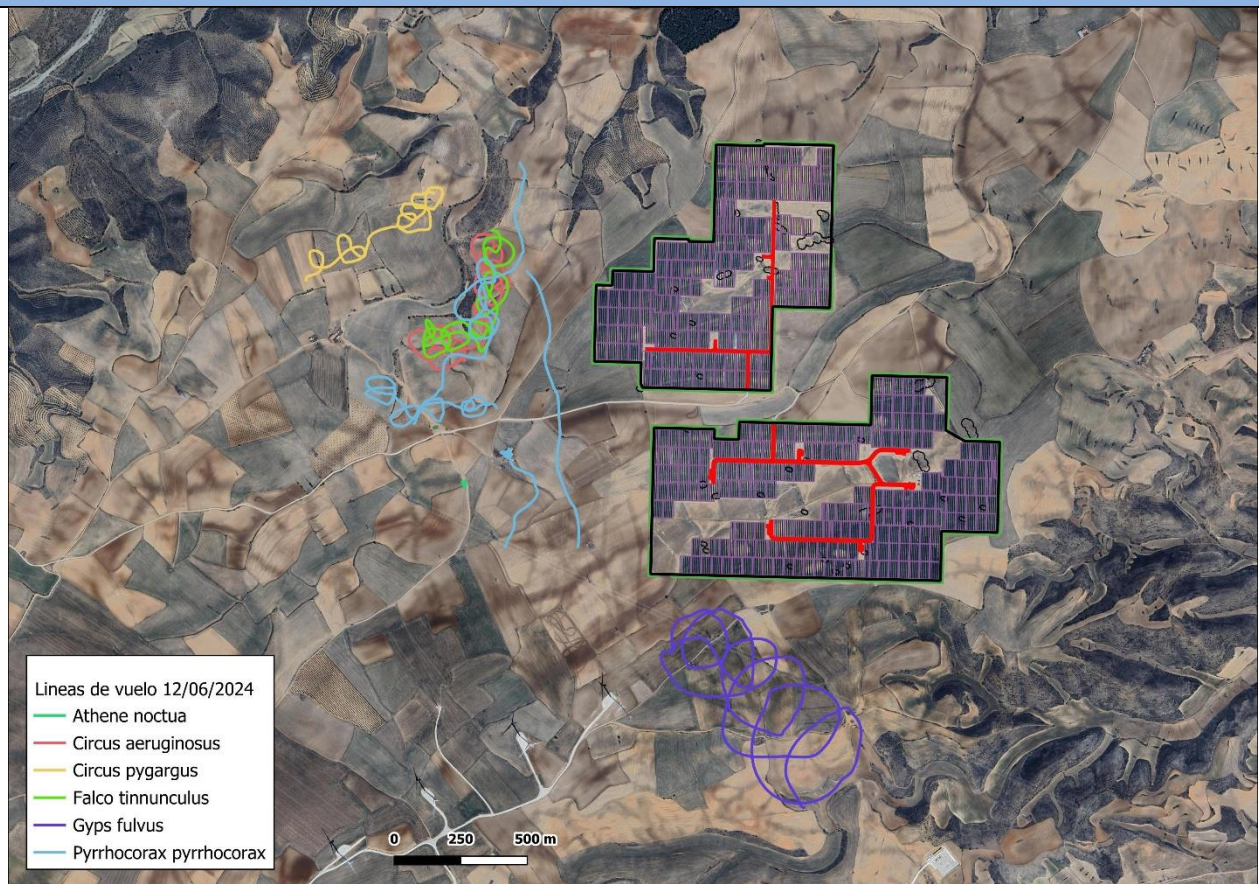 Lineas de vuelo 12/06/2024
Athene noctua
Circus aeruginosus
Circus pygargus
Falco tinnunculus
Gyps fulvus
Pyrrhocorax pyrrhocorax
0 250 500 m